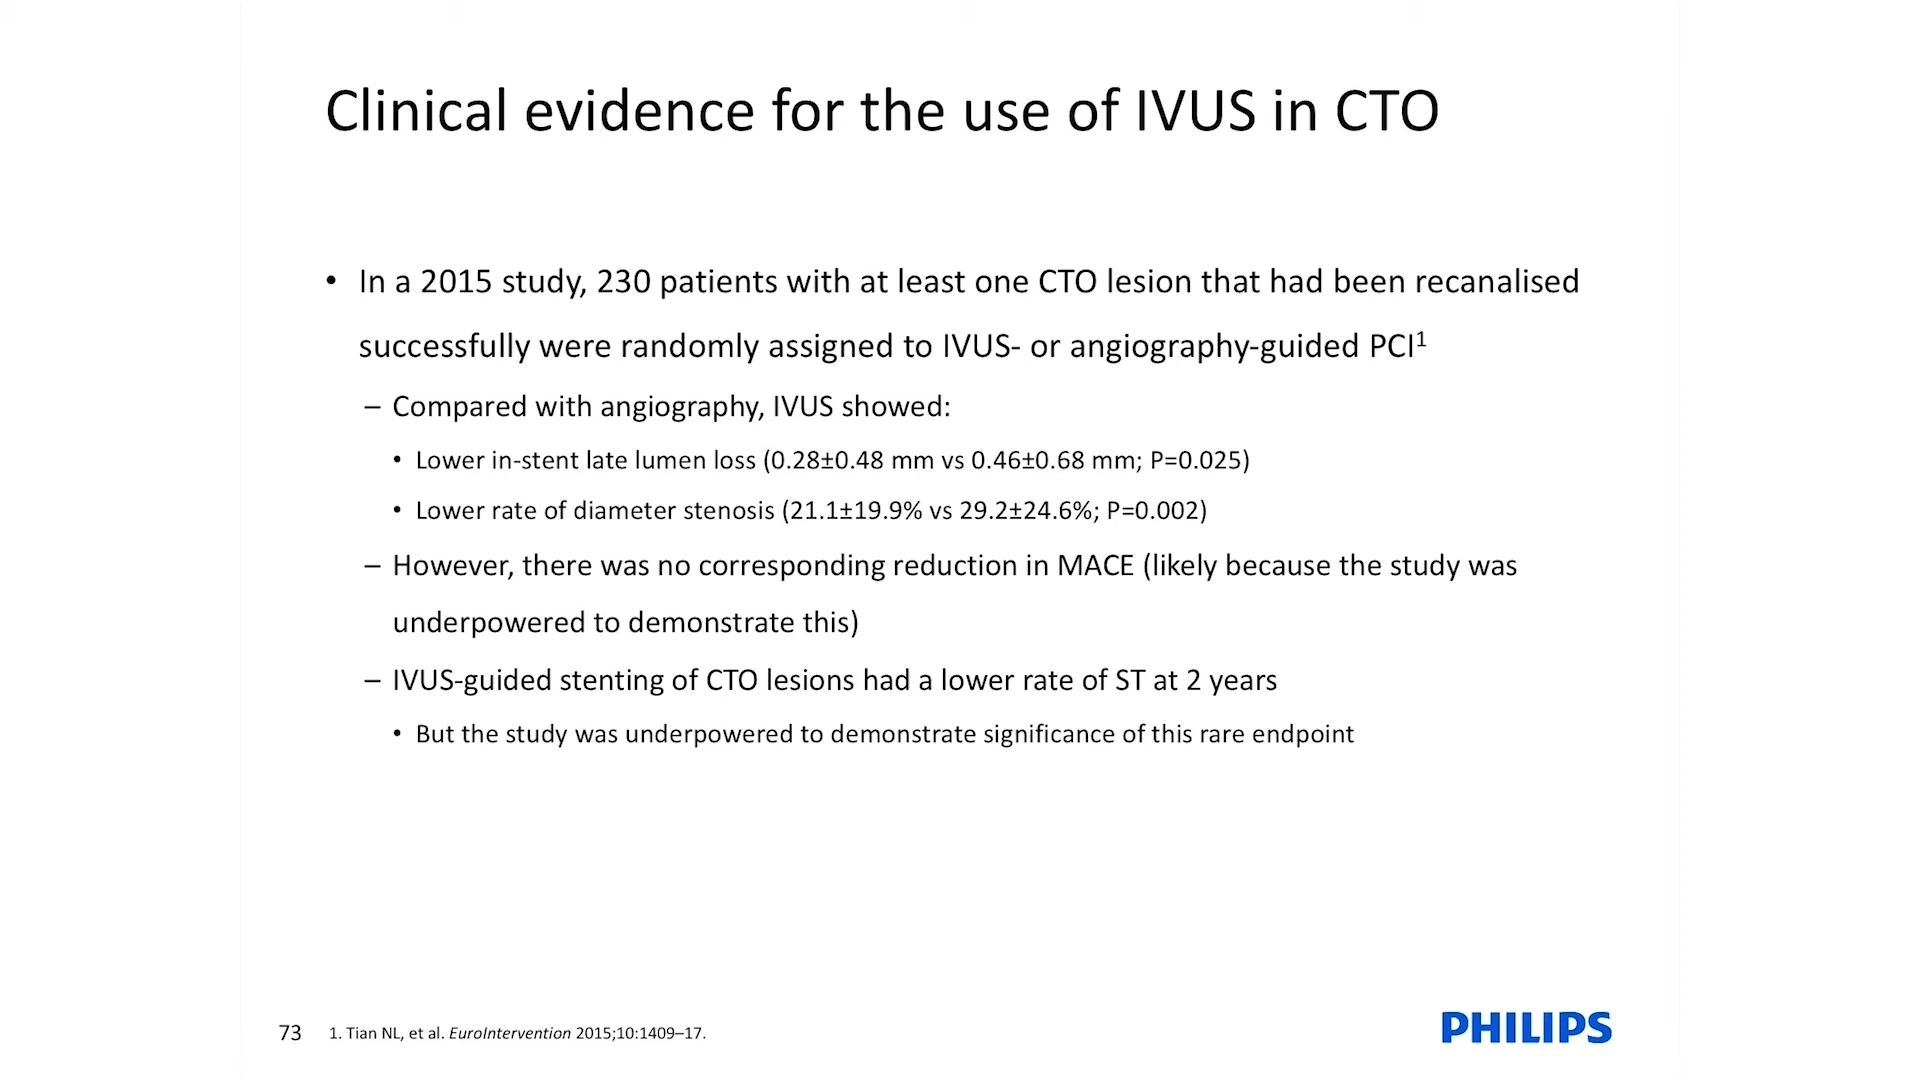 Clinical evidence for the use of IVUS in CTO
• In a 2015 study, 230 patients with at least one CTO lesion that had been recanalised
successfully were randomly assigned to IVUS- or angiography-guided PCI¹
– Compared with angiography, IVUS showed:
• Lower in-stent late lumen loss (0.28±0.48 mm vs 0.46±0.68 mm; P=0.025)
• Lower rate of diameter stenosis (21.1±19.9% vs 29.2±24.6%; P=0.002)
– However, there was no corresponding reduction in MACE (likely because the study was
underpowered to demonstrate this)
– IVUS-guided stenting of CTO lesions had a lower rate of ST at 2 years
• But the study was underpowered to demonstrate significance of this rare endpoint
73 1. Tian NL, et al. EuroIntervention 2015;10:1409–17.
PHILIPS